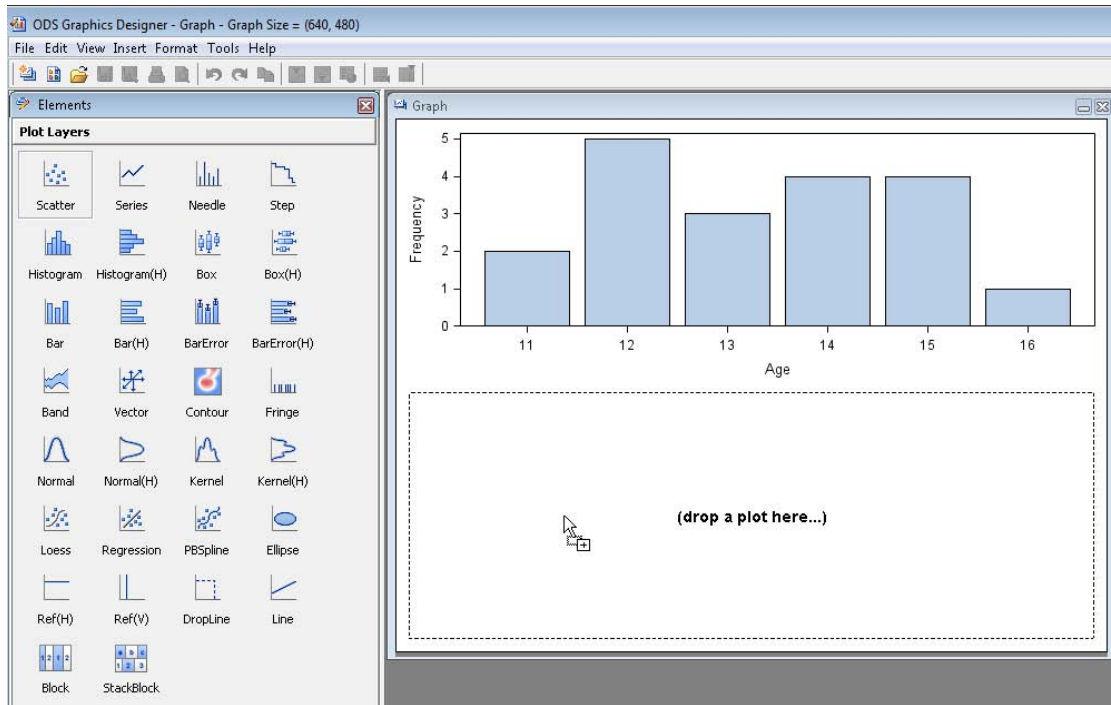 ODS Graphics Designer - Graph - Graph Size = (640, 480)
File Edit View Insert Format Tools Help
Elements
Plot Layers
Scatter Series Needle Step
Histogram Histogram(H) Box Box(H)
Bar Bar(H) BarError BarError(H)
Band Vector Contour Fringe
Normal Normal(H) Kernel Kernel(H)
Loess Regression PBSpline Ellipse
Ref(H) Ref(V) DropLine Line
Block StackBlock
Graph
5
4
3
2
1
0
Frequency
11 12 13 14 15 16
Age
(drop a plot here...)